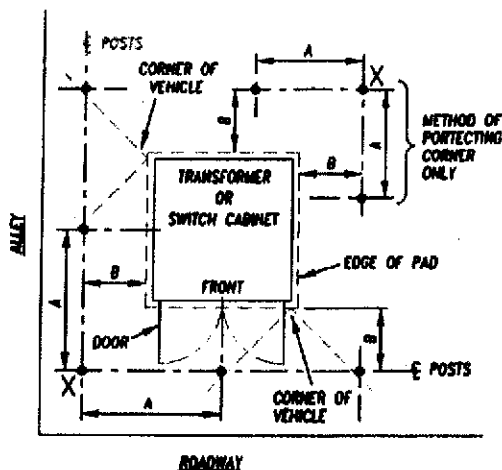 ℄ POSTS
CORNER OF
VEHICLE
A
X
B
A
METHOD OF
PORTECTING
CORNER
ONLY
B
TRANSFORMER
OR
SWITCH CABINET
ALLEY
B
EDGE OF PAD
FRONT
A
DOOR
B
℄ POSTS
X
A
CORNER OF
VEHICLE
ROADWAY